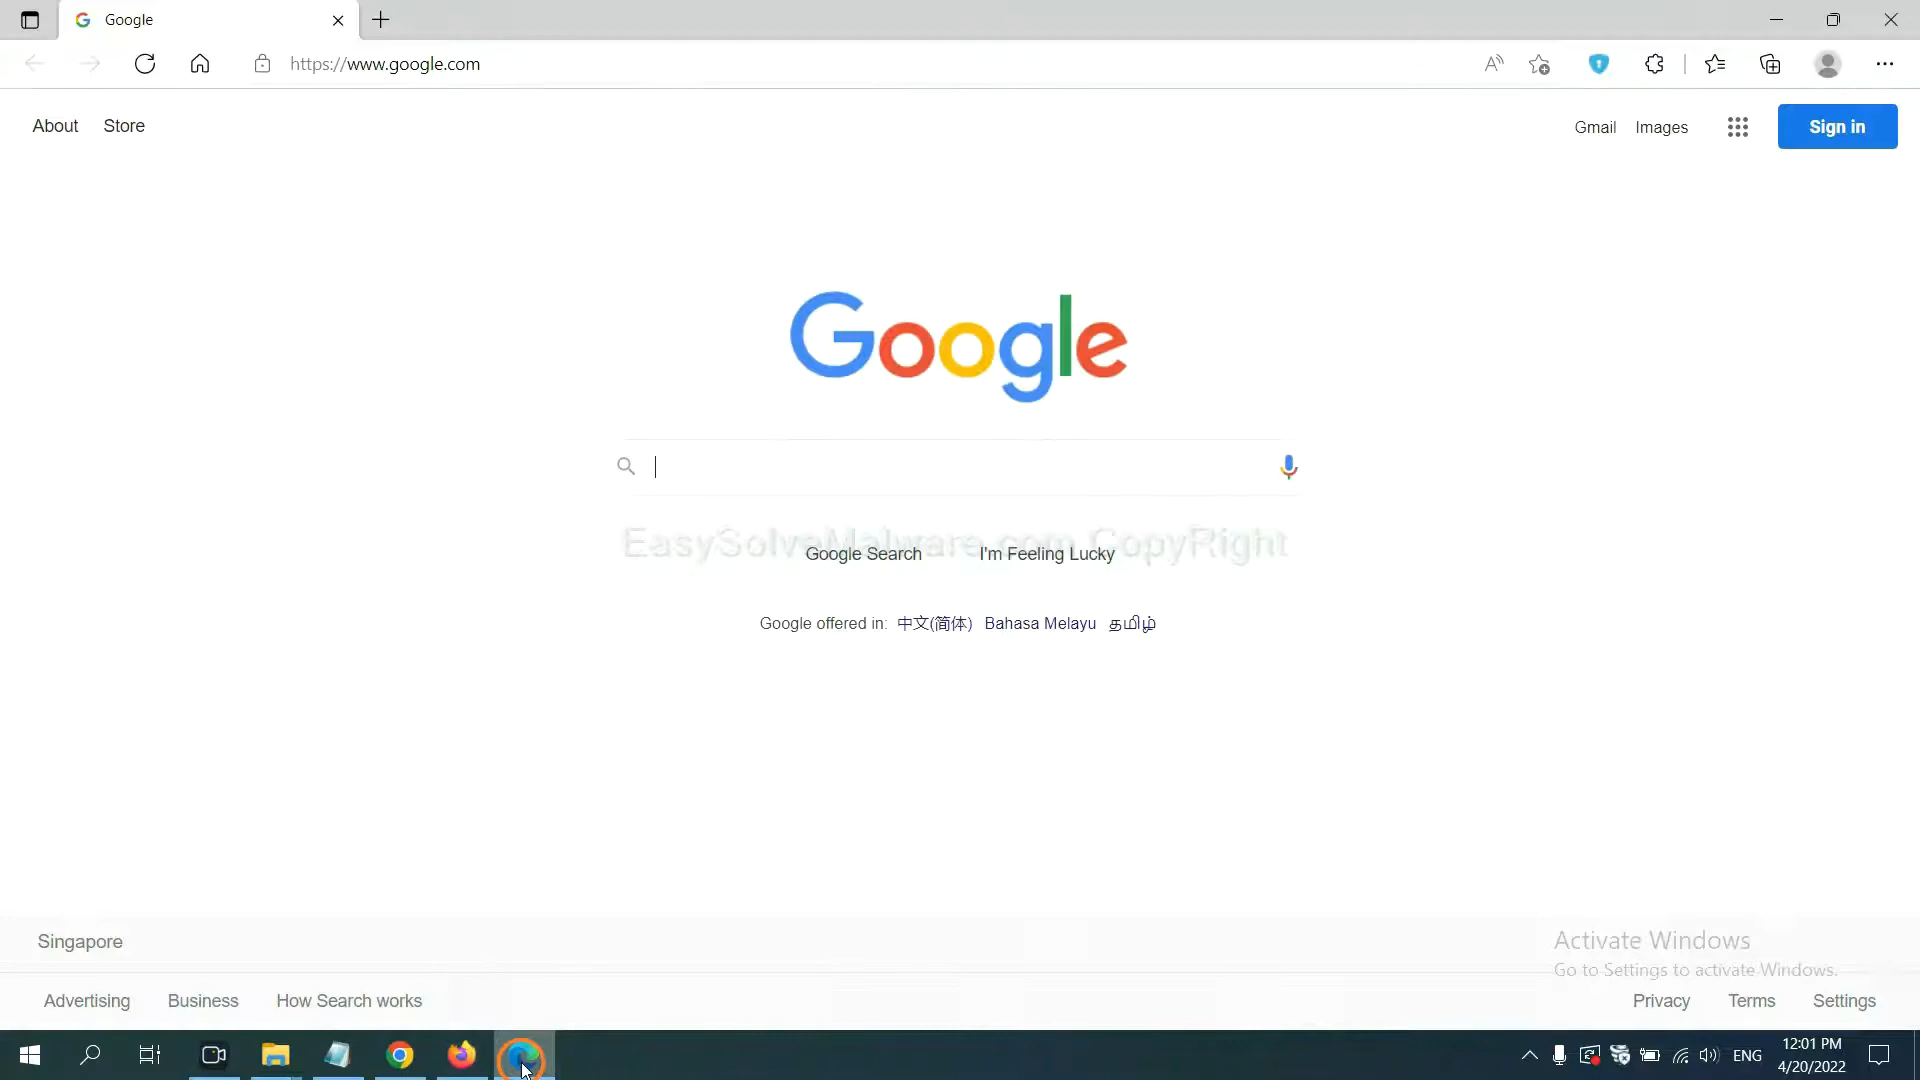 Google
https://www.google.com
About Store
Gmail Images Sign in
Google
EasySolveMalware.com CopyRight
Google Search I'm Feeling Lucky
Google offered in: 中文(简体) Bahasa Melayu தமிழ்
Singapore
Activate Windows
Go to Settings to activate Windows.
Advertising Business How Search works
Privacy Terms Settings
ENG
12:01 PM
4/20/2022